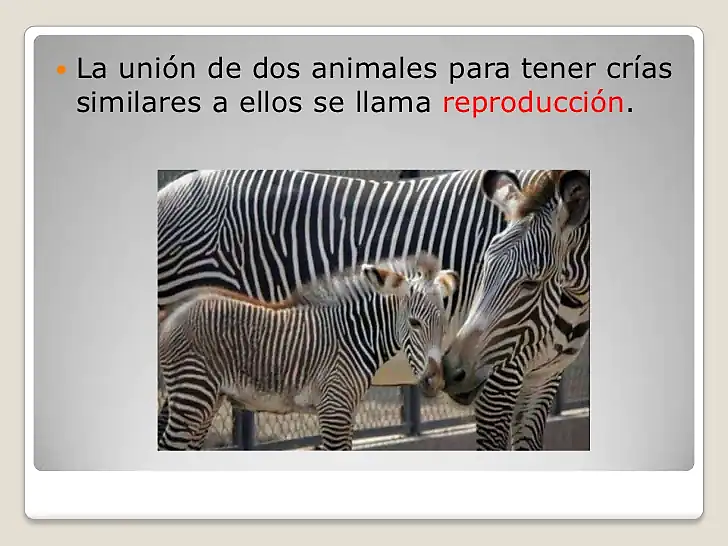 La unión de dos animales para tener crías
similares a ellos se llama reproducción.